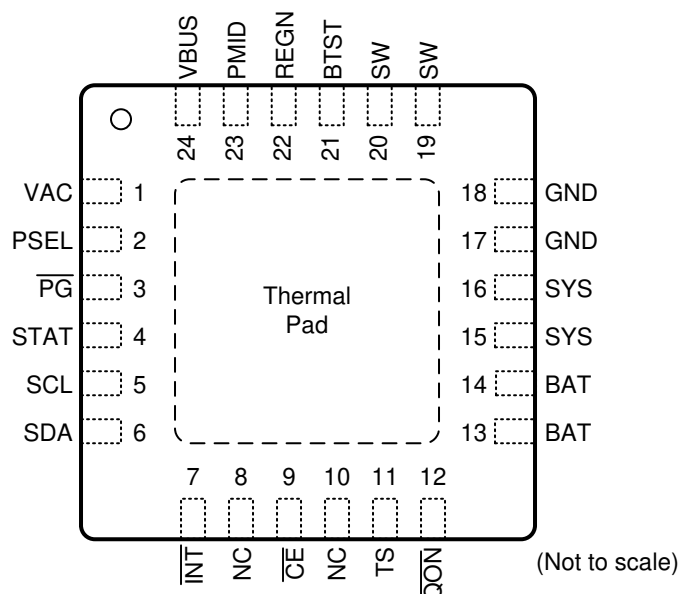 VBUS
PMID
REGN
BTST
SW
SW
24
23
22
21
20
19
VAC 1
PSEL 2
PG 3
STAT 4
SCL 5
SDA 6
Thermal
Pad
18 GND
17 GND
16 SYS
15 SYS
14 BAT
13 BAT
7
8
9
10
11
12
INT
NC
CE
NC
TS
QON
(Not to scale)